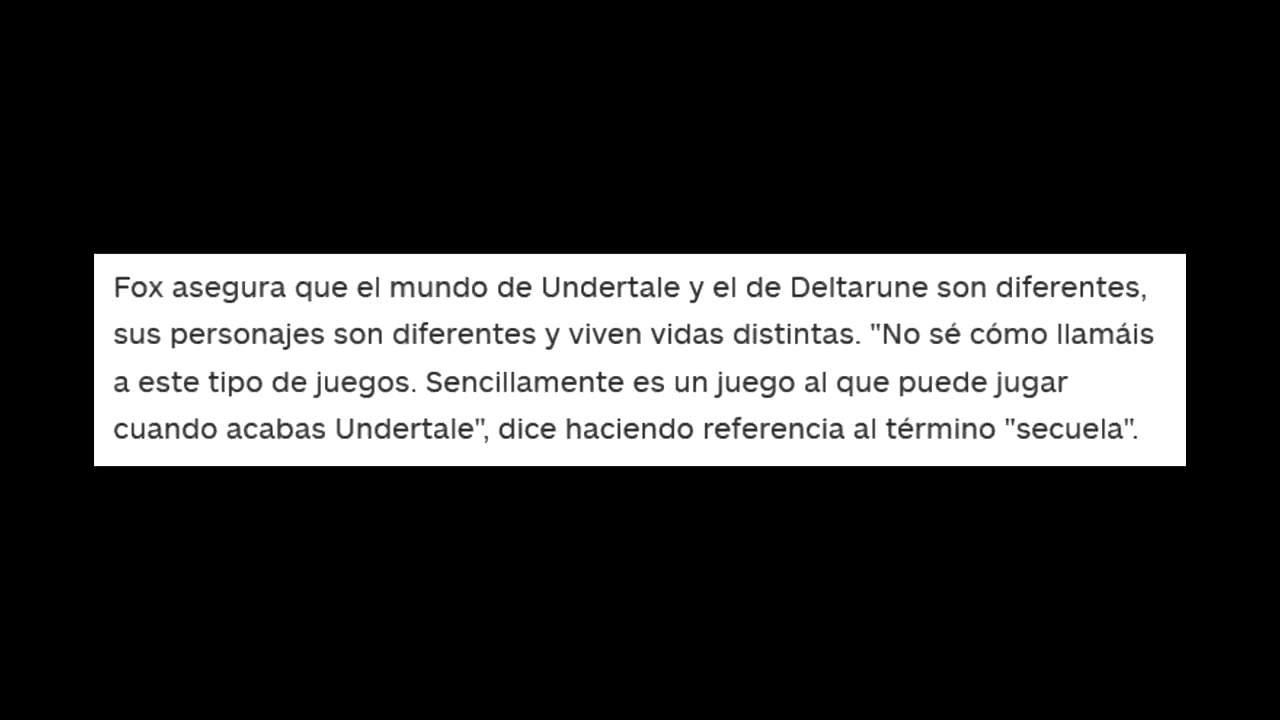 Fox asegura que el mundo de Undertale y el de Deltarune son diferentes,
sus personajes son diferentes y viven vidas distintas. "No sé cómo llamáis
a este tipo de juegos. Sencillamente es un juego al que puede jugar
cuando acabas Undertale", dice haciendo referencia al término "secuela".